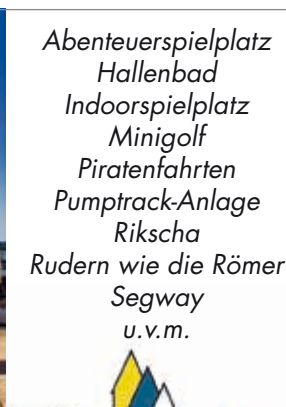 Abenteuerspielplatz
Hallenbad
Indoorspielplatz
Minigolf
Piratenfahrten
Pumptrack-Anlage
Rikscha
Rudern wie die Römer
Segway
u.v.m.